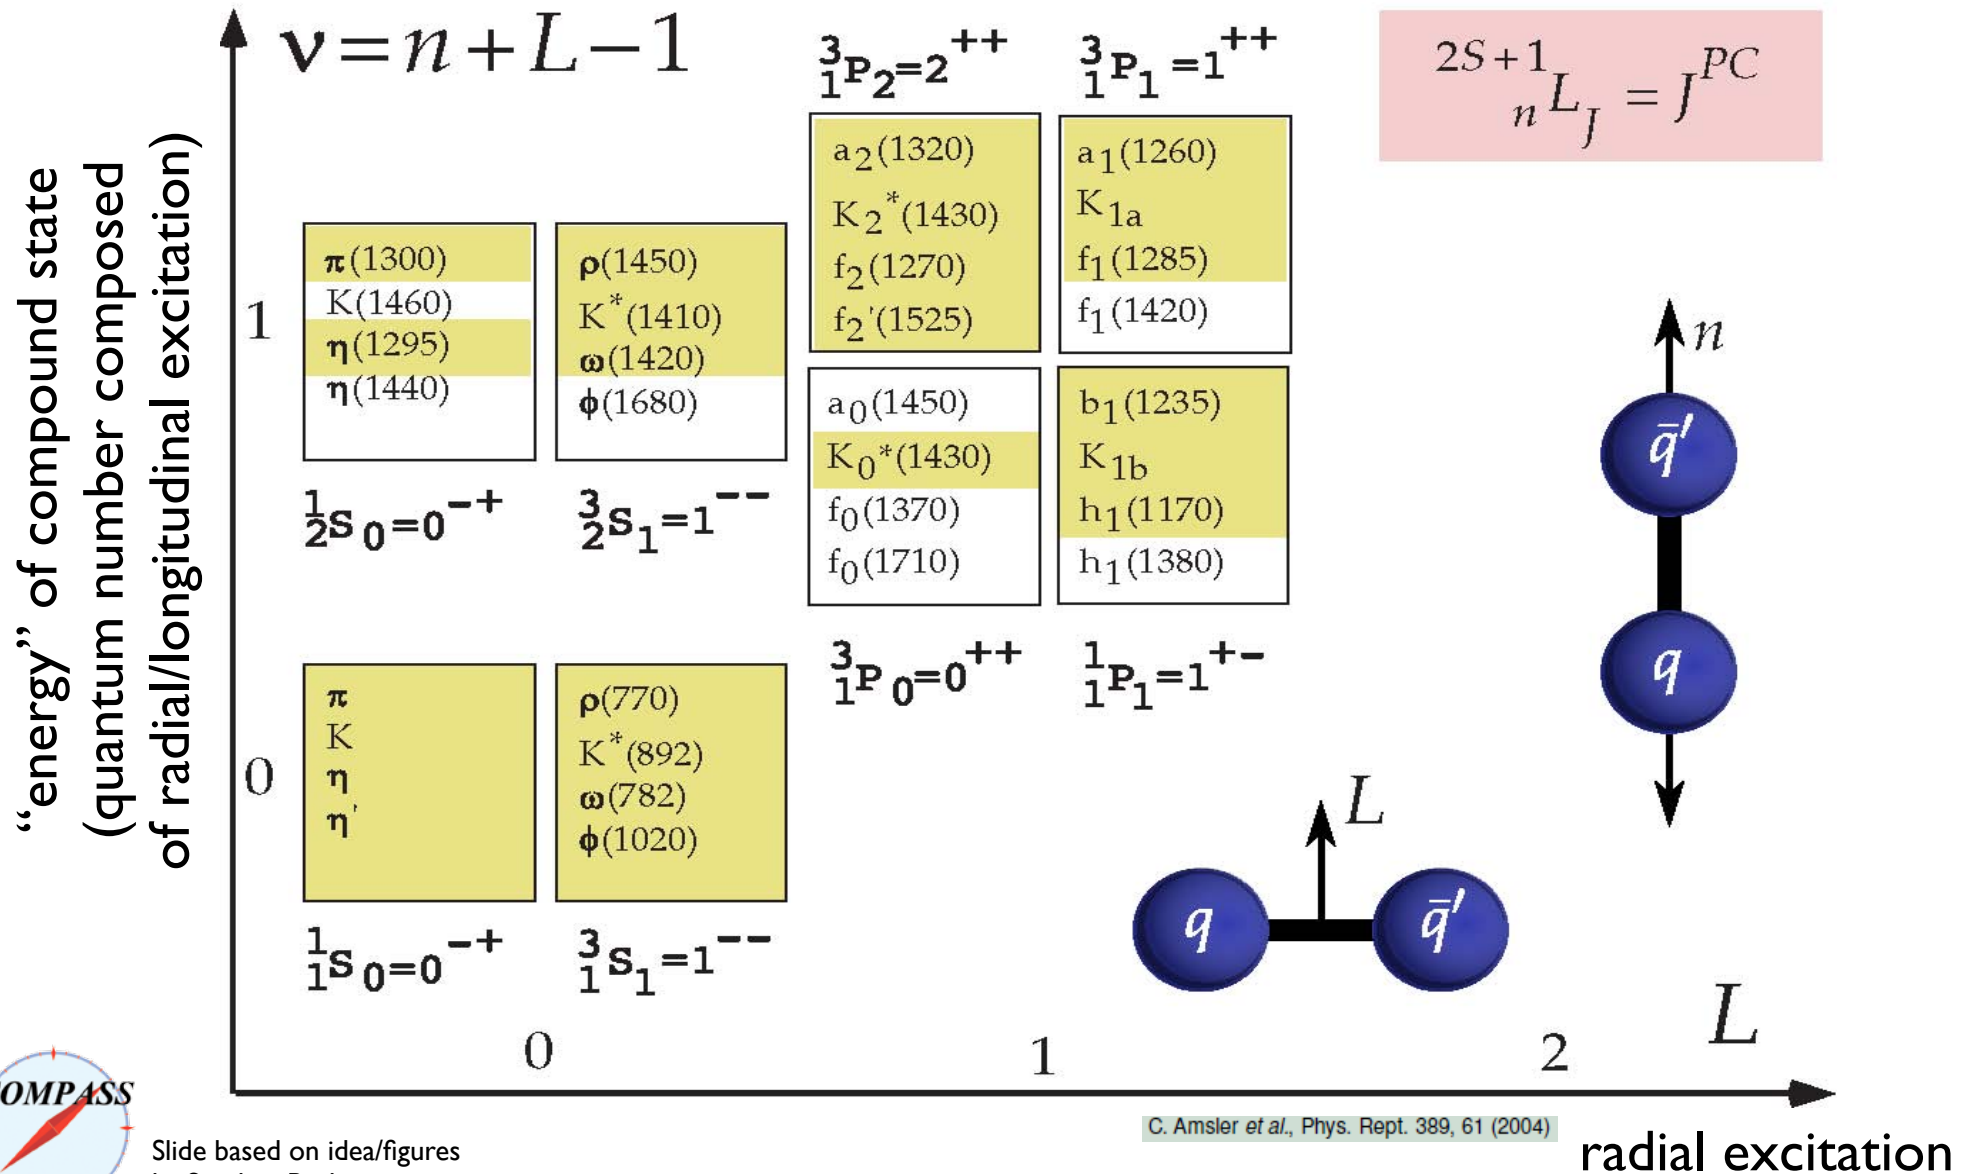 “energy” of compound state
(quantum number composed
of radial/longitudinal excitation)
ν=n+L−1
1
0
³₁P₂=2⁺⁺
a₂(1320)
K₂*(1430)
f₂(1270)
f₂'(1525)
³₁P₁=1⁺⁺
a₁(1260)
K₁a
f₁(1285)
f₁(1420)
²ˢ⁺¹ₙL_J = J^PC
π(1300)
K(1460)
η(1295)
η(1440)
¹₂S₀=0⁻⁺
ρ(1450)
K*(1410)
ω(1420)
ϕ(1680)
³₂S₁=1⁻⁻
a₀(1450)
K₀*(1430)
f₀(1370)
f₀(1710)
³₁P₀=0⁺⁺
b₁(1235)
K₁b
h₁(1170)
h₁(1380)
¹₁P₁=1⁺⁻
π
K
η
η'
¹₁S₀=0⁻⁺
ρ(770)
K*(892)
ω(782)
ϕ(1020)
³₁S₁=1⁻⁻
n
q̄′
q
L
q
q̄′
0
1
2
L
OMPASS
C. Amsler et al., Phys. Rept. 389, 61 (2004)
Slide based on idea/figures
radial excitation